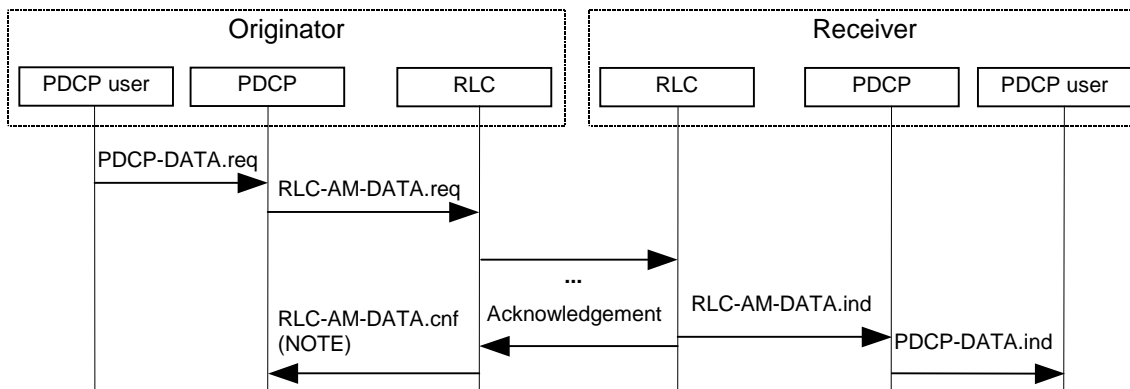 Originator
Receiver
PDCP user
PDCP
RLC
RLC
PDCP
PDCP user
PDCP-DATA.req
RLC-AM-DATA.req
...
RLC-AM-DATA.cnf
(NOTE)
Acknowledgement
RLC-AM-DATA.ind
PDCP-DATA.ind